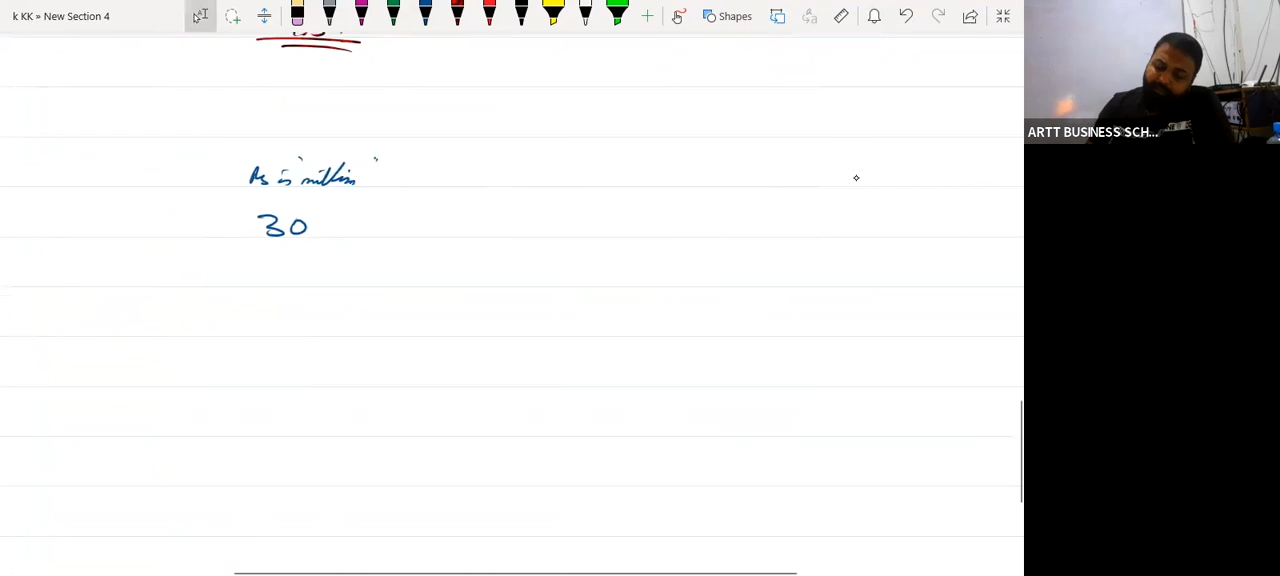 k KK » New Section 4
Shapes
ARTT BUSINESS SCH...
Rs in "million"
30